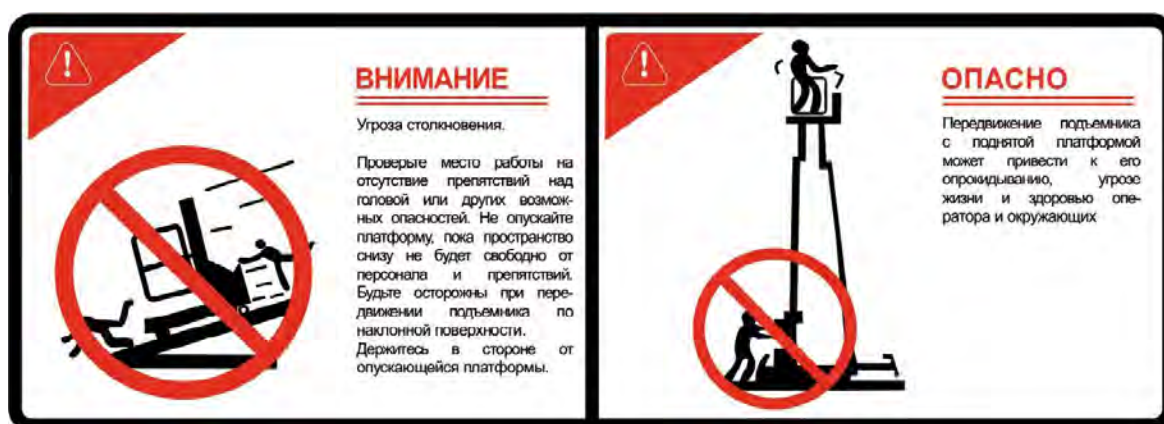 ВНИМАНИЕ
Угроза столкновения.
Проверьте место работы на
отсутствие препятствий над
головой или других возмож-
ных опасностей. Не опускайте
платформу, пока пространство
снизу не будет свободно от
персонала и препятствий.
Будьте осторожны при пере-
движении подъемника по
наклонной поверхности.
Держитесь в стороне от
опускающейся платформы.
ОПАСНО
Передвижение подъемника
с поднятой платформой
может привести к его
опрокидыванию, угрозе
жизни и здоровью опе-
ратора и окружающих